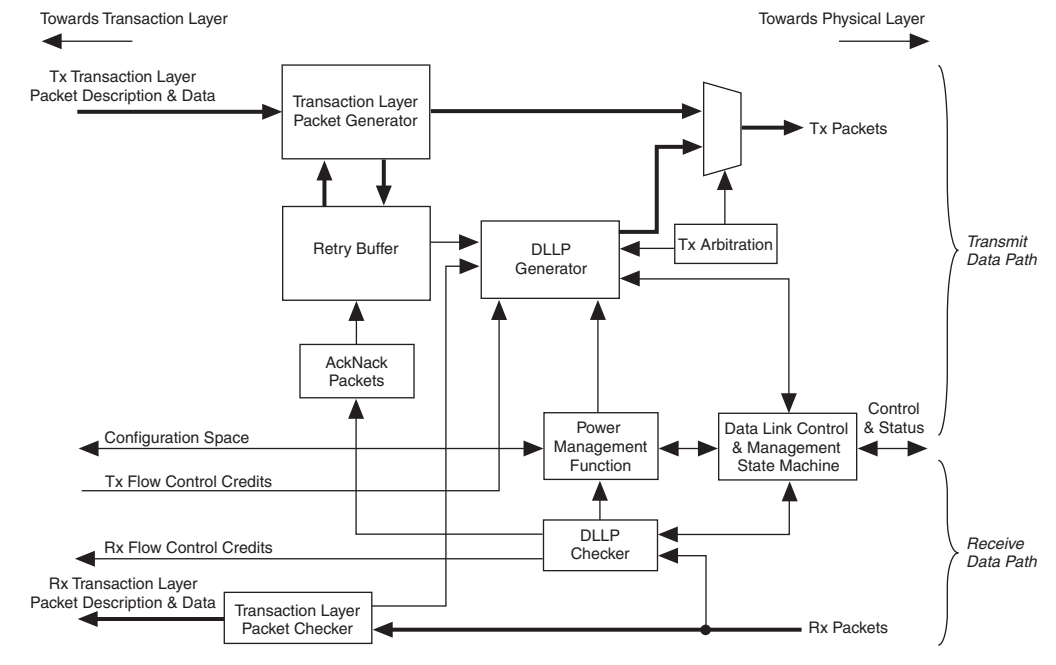 Towards Transaction Layer
Towards Physical Layer
Tx Transaction Layer
Packet Description & Data
Transaction Layer
Packet Generator
Tx Packets
Retry Buffer
DLLP
Generator
Tx Arbitration
Transmit
Data Path
AckNack
Packets
Configuration Space
Power
Management
Function
Data Link Control
& Management
State Machine
Control
& Status
Tx Flow Control Credits
Rx Flow Control Credits
DLLP
Checker
Receive
Data Path
Rx Transaction Layer
Packet Description & Data
Transaction Layer
Packet Checker
Rx Packets